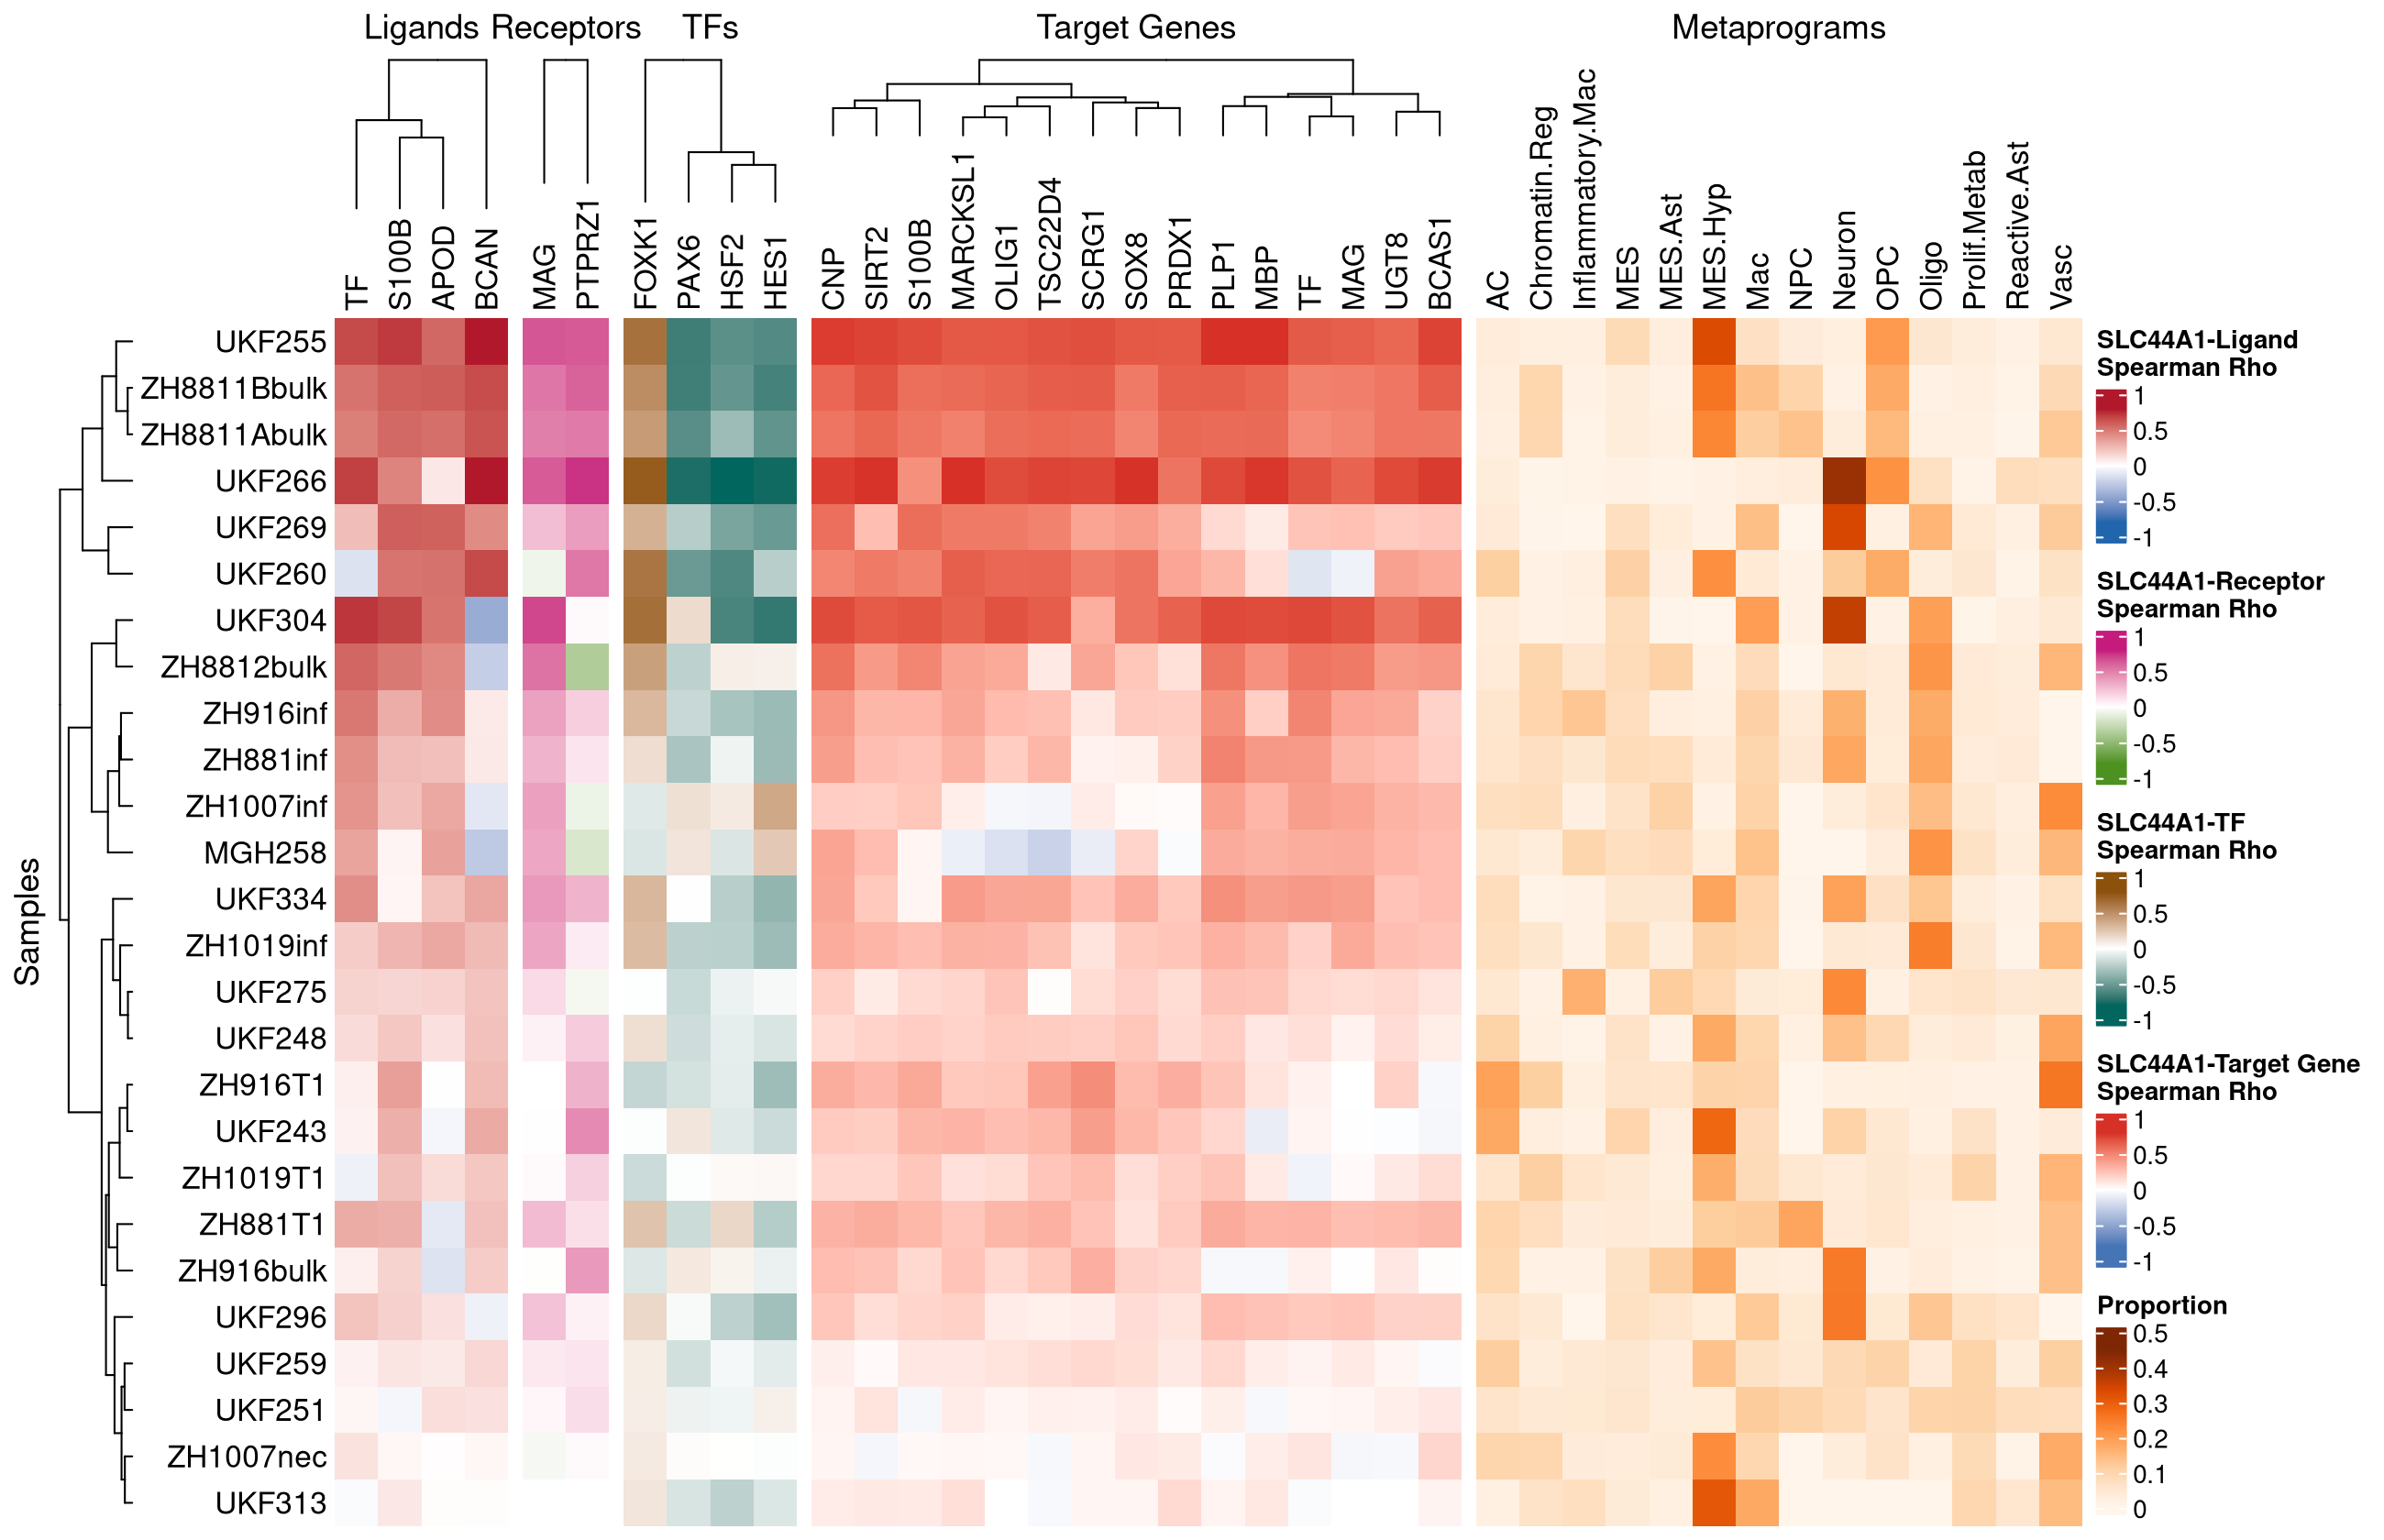 Ligands Receptors TFs Target Genes Metaprograms
TF S100B APOD BCAN MAG PTPRZ1 FOXK1 PAX6 HSF2 HES1 CNP SIRT2 S100B MARCKSL1 OLIG1 TSC22D4 SCRG1 SOX8 PRDX1 PLP1 MBP TF MAG UGT8 BCAS1 AC Chromatin.Reg Inflammatory.Mac MES MES.Ast MES.Hyp Mac NPC Neuron OPC Oligo Prolif.Metab Reactive.Ast Vasc
Samples
UKF255
ZH8811Bbulk
ZH8811Abulk
UKF266
UKF269
UKF260
UKF304
ZH8812bulk
ZH916inf
ZH881inf
ZH1007inf
MGH258
UKF334
ZH1019inf
UKF275
UKF248
ZH916T1
UKF243
ZH1019T1
ZH881T1
ZH916bulk
UKF296
UKF259
UKF251
ZH1007nec
UKF313
SLC44A1-Ligand
Spearman Rho
1
0.5
0
-0.5
-1
SLC44A1-Receptor
Spearman Rho
1
0.5
0
-0.5
-1
SLC44A1-TF
Spearman Rho
1
0.5
0
-0.5
-1
SLC44A1-Target Gene
Spearman Rho
1
0.5
0
-0.5
-1
Proportion
0.5
0.4
0.3
0.2
0.1
0